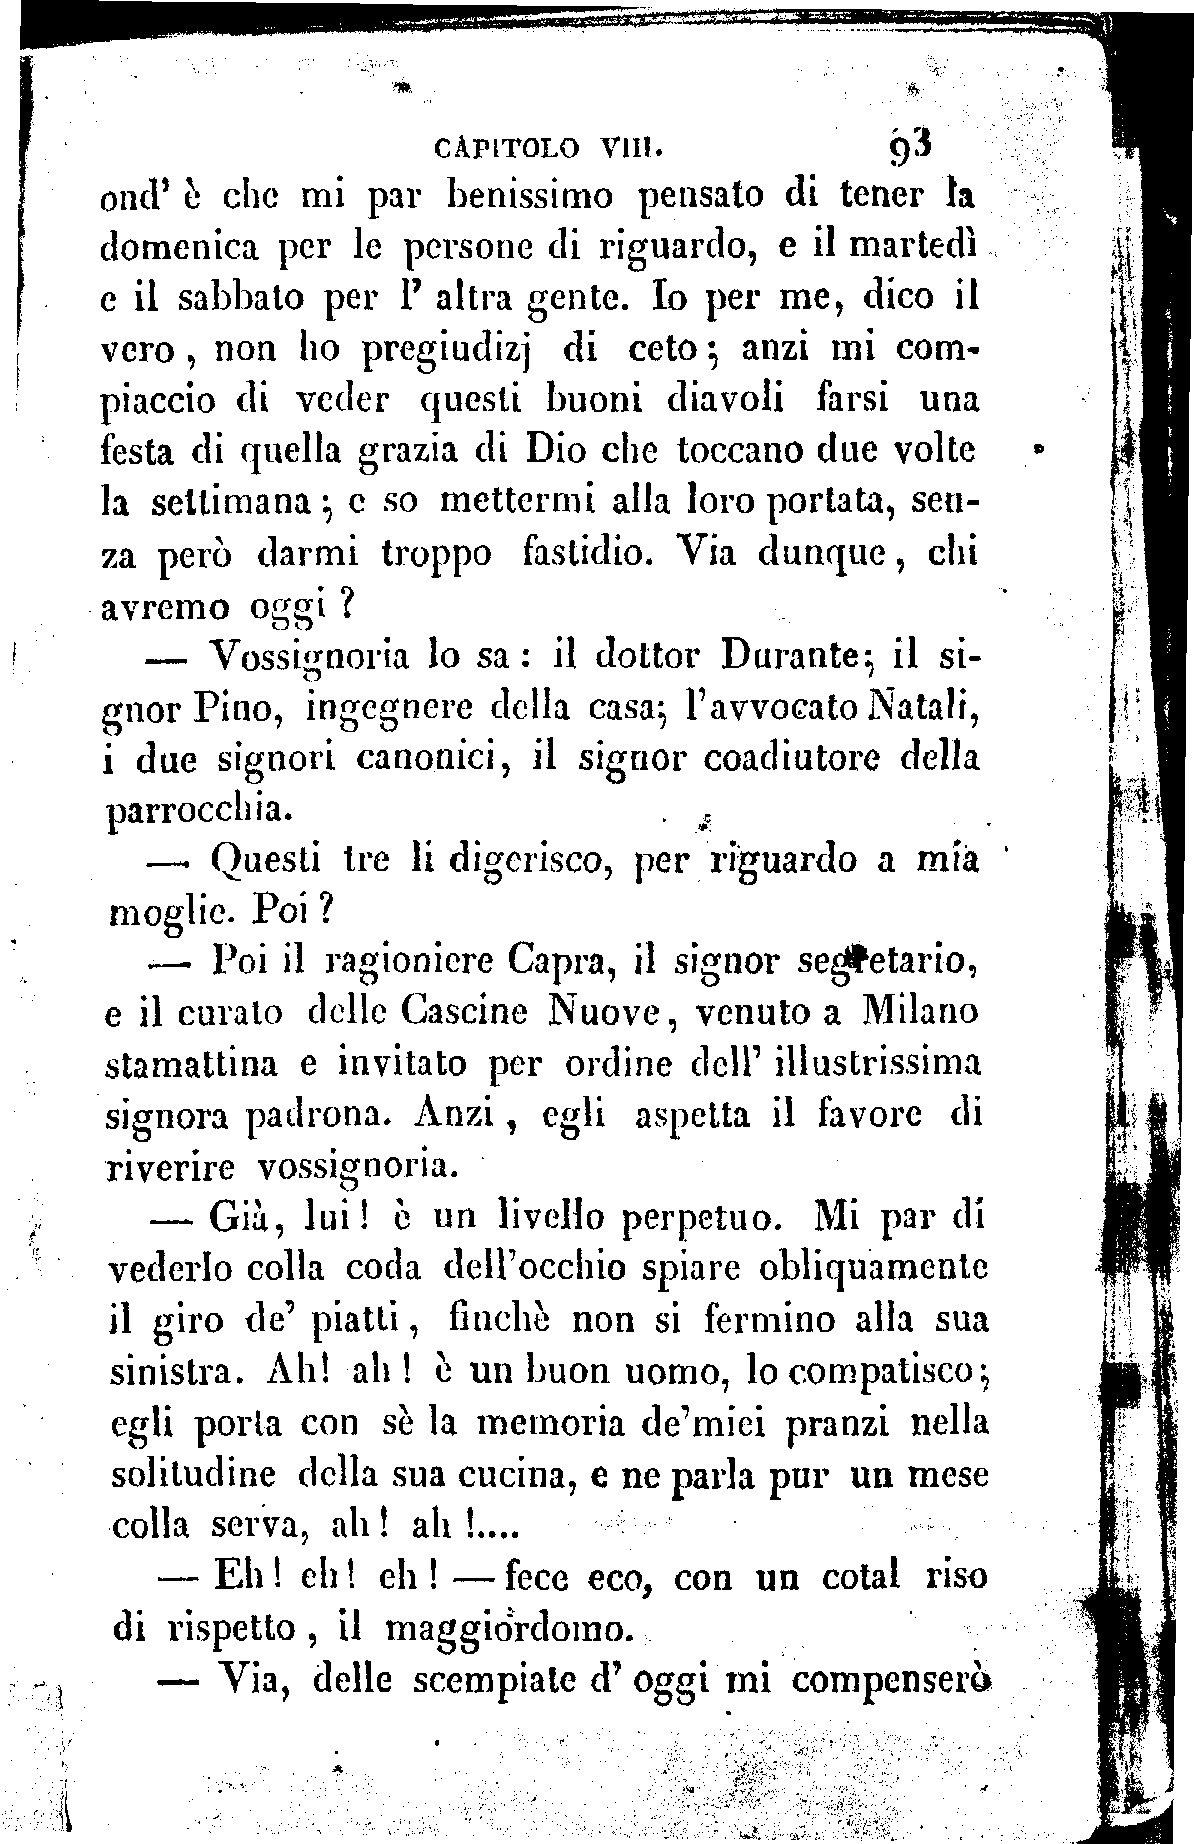 CAPITOLO VIII. 93
ond' è che mi par benissimo pensato di tener la
domenica per le persone di riguardo, e il martedì
e il sabbato per l' altra gente. Io per me, dico il
vero, non ho pregiudizj di ceto; anzi mi com-
piaccio di veder questi buoni diavoli farsi una
festa di quella grazia di Dio che toccano due volte
la settimana; e so mettermi alla loro portata, sen-
za però darmi troppo fastidio. Via dunque, chi
avremo oggi?
— Vossignoria lo sa: il dottor Durante; il si-
gnor Pino, ingegnere della casa; l'avvocato Natali,
i due signori canonici, il signor coadiutore della
parrocchia.
— Questi tre li digerisco, per riguardo a mia
moglie. Poi?
— Poi il ragioniere Capra, il signor segretario,
e il curato delle Cascine Nuove, venuto a Milano
stamattina e invitato per ordine dell' illustrissima
signora padrona. Anzi, egli aspetta il favore di
riverire vossignoria.
— Già, lui! è un livello perpetuo. Mi par di
vederlo colla coda dell'occhio spiare obliquamente
il giro de' piatti, finchè non si fermino alla sua
sinistra. Ah! ah! è un buon uomo, lo compatisco;
egli porta con sè la memoria de'miei pranzi nella
solitudine della sua cucina, e ne parla pur un mese
colla serva, ah! ah!....
— Eh! eh! eh! — fece eco, con un cotal riso
di rispetto, il maggiordomo.
— Via, delle scempiate d' oggi mi compenserò